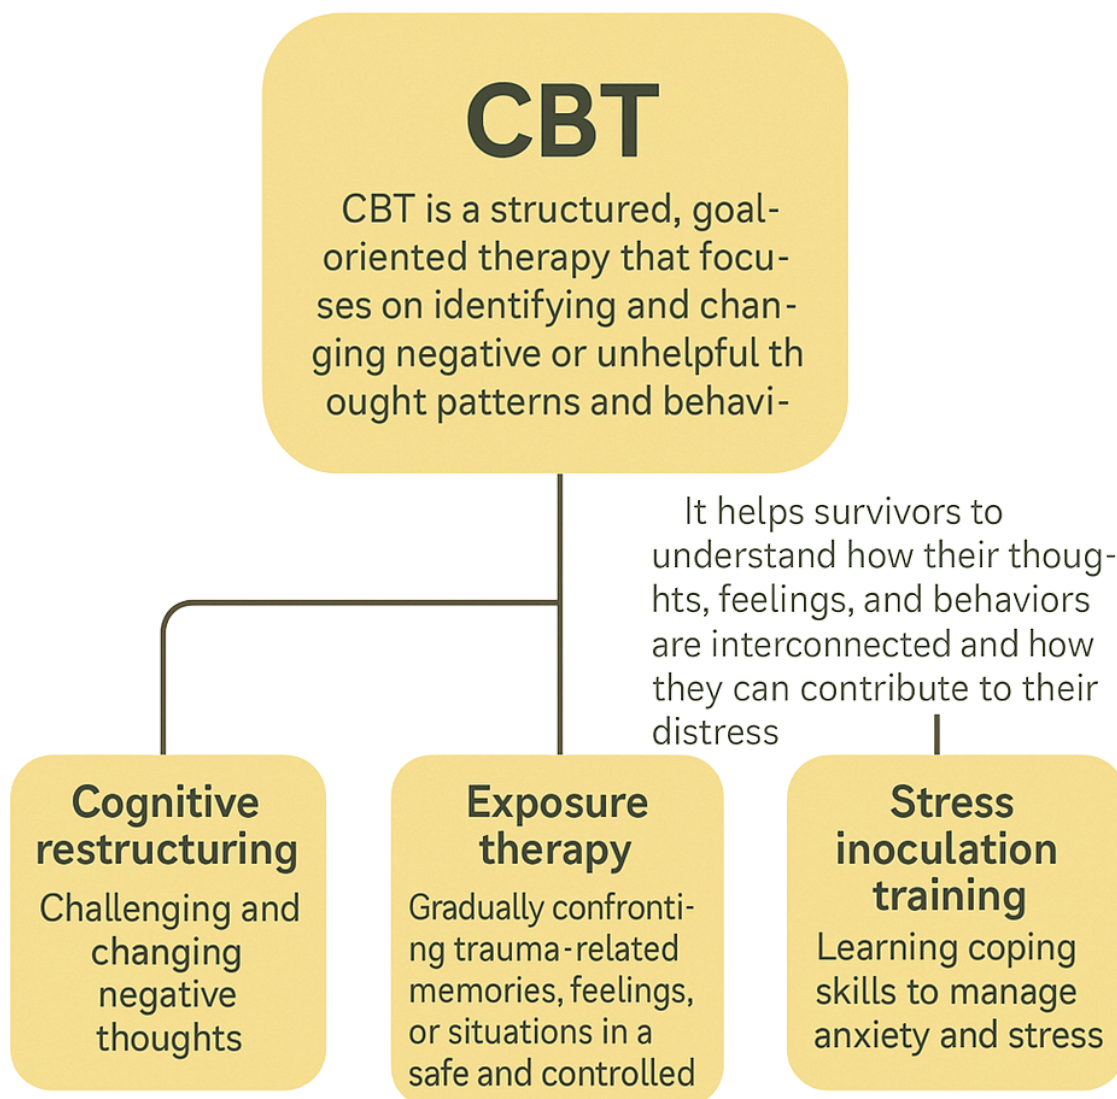 CBT
CBT is a structured, goal-
oriented therapy that focu-
ses on identifying and chan-
ging negative or unhelpful th
ought patterns and behavi-
It helps survivors to
understand how their thoug-
hts, feelings, and behaviors
are interconnected and how
they can contribute to their
distress
Cognitive
restructuring
Challenging and
changing
negative
thoughts
Exposure
therapy
Gradually confronti-
ng trauma-related
memories, feelings,
or situations in a
safe and controlled
Stress
inoculation
training
Learning coping
skills to manage
anxiety and stress